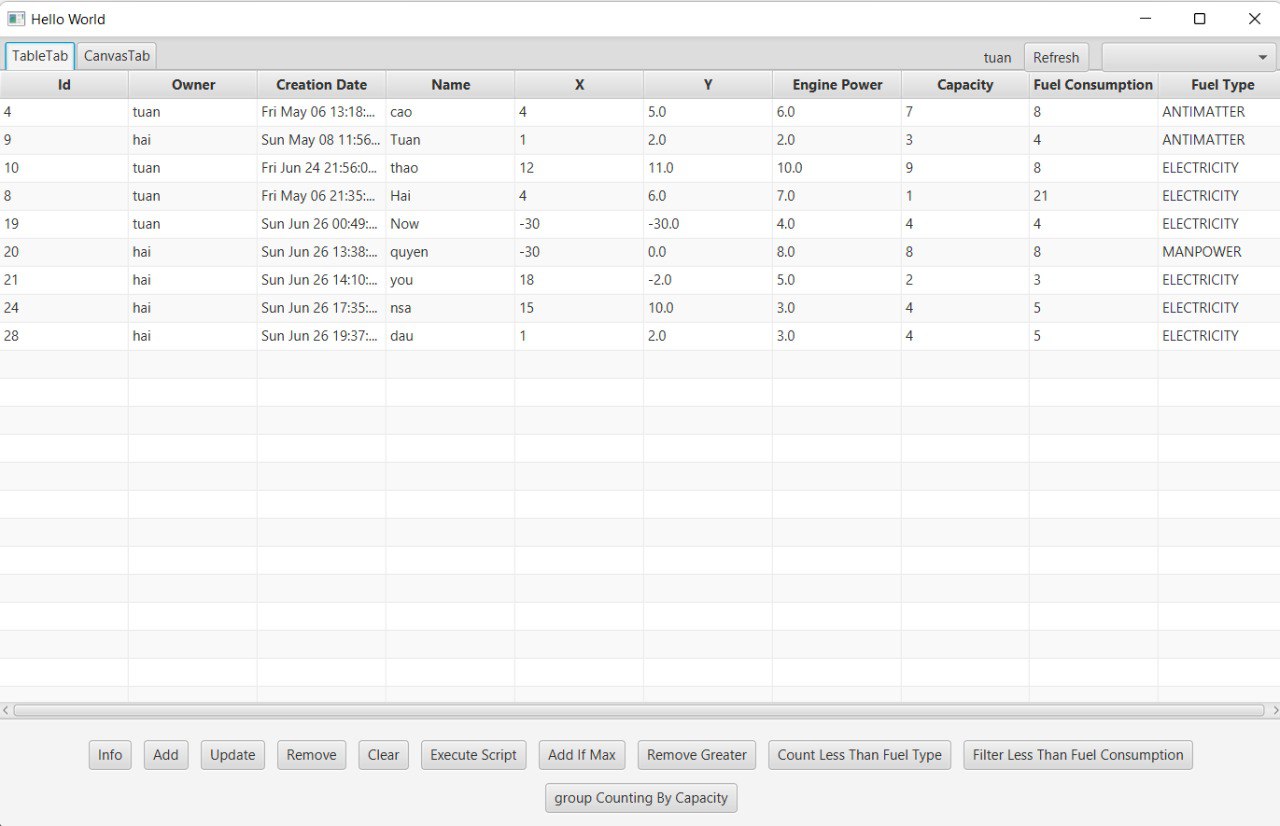 Hello World
TableTab CanvasTab tuan Refresh
Id Owner Creation Date Name X Y Engine Power Capacity Fuel Consumption Fuel Type
4 tuan Fri May 06 13:18:... cao 4 5.0 6.0 7 8 ANTIMATTER
9 hai Sun May 08 11:56... Tuan 1 2.0 2.0 3 4 ANTIMATTER
10 tuan Fri Jun 24 21:56:0... thao 12 11.0 10.0 9 8 ELECTRICITY
8 tuan Fri May 06 21:35:... Hai 4 6.0 7.0 1 21 ELECTRICITY
19 tuan Sun Jun 26 00:49:... Now -30 -30.0 4.0 4 4 ELECTRICITY
20 hai Sun Jun 26 13:38:... quyen -30 0.0 8.0 8 8 MANPOWER
21 hai Sun Jun 26 14:10:... you 18 -2.0 5.0 2 3 ELECTRICITY
24 hai Sun Jun 26 17:35:... nsa 15 10.0 3.0 4 5 ELECTRICITY
28 hai Sun Jun 26 19:37:... dau 1 2.0 3.0 4 5 ELECTRICITY
Info Add Update Remove Clear Execute Script Add If Max Remove Greater Count Less Than Fuel Type Filter Less Than Fuel Consumption
group Counting By Capacity